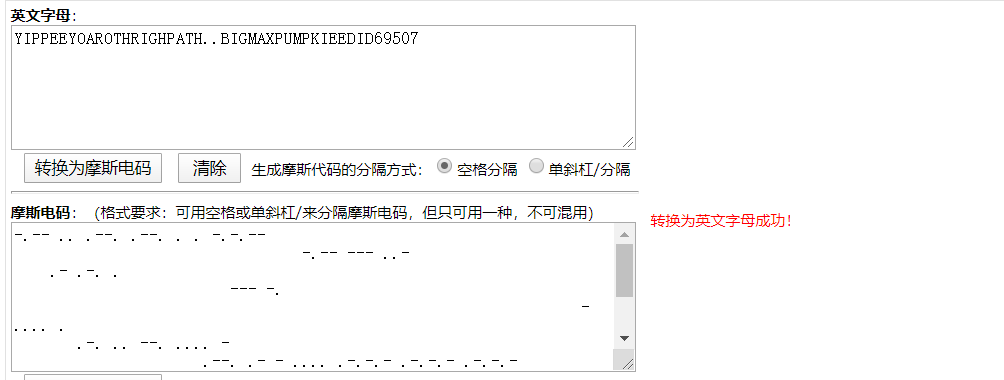 英文字母：
YIPPEEYOAROTHRIGHPATH..BIGMAXPUMPKIEEDID69507
转换为摩斯电码 清除 生成摩斯代码的分隔方式： 空格分隔 单斜杠/分隔
摩斯电码：（格式要求：可用空格或单斜杠/来分隔摩斯电码，但只可用一种，不可混用）
转换为英文字母成功！
-.-- .. .--. .--. . . -.-.--
-.-- --- ..-
.- .-. .
--- -.
-
.... .
.-. .. --. .... -
.--. .- - .... .-.-.- .-.-.- .-.-.-